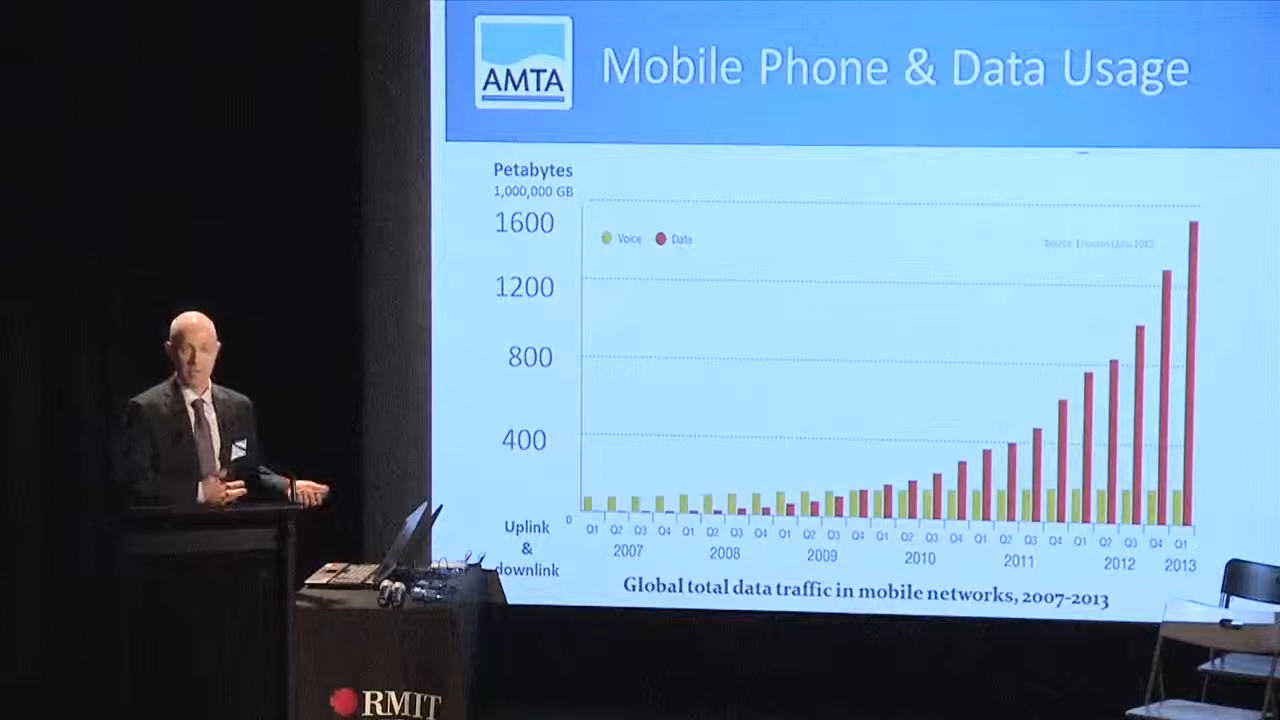 AMTA
Mobile Phone & Data Usage
Petabytes
1,000,000 GB
1600
1200
800
400
0
Voice Data
Uplink
&
downlink
Q1 Q2 Q3 Q4 Q1 Q2 Q3 Q4 Q1 Q2 Q3 Q4 Q1 Q2 Q3 Q4 Q1 Q2 Q3 Q4 Q1 Q2 Q3 Q4 Q1
2007 2008 2009 2010 2011 2012 2013
Global total data traffic in mobile networks, 2007-2013
RMIT